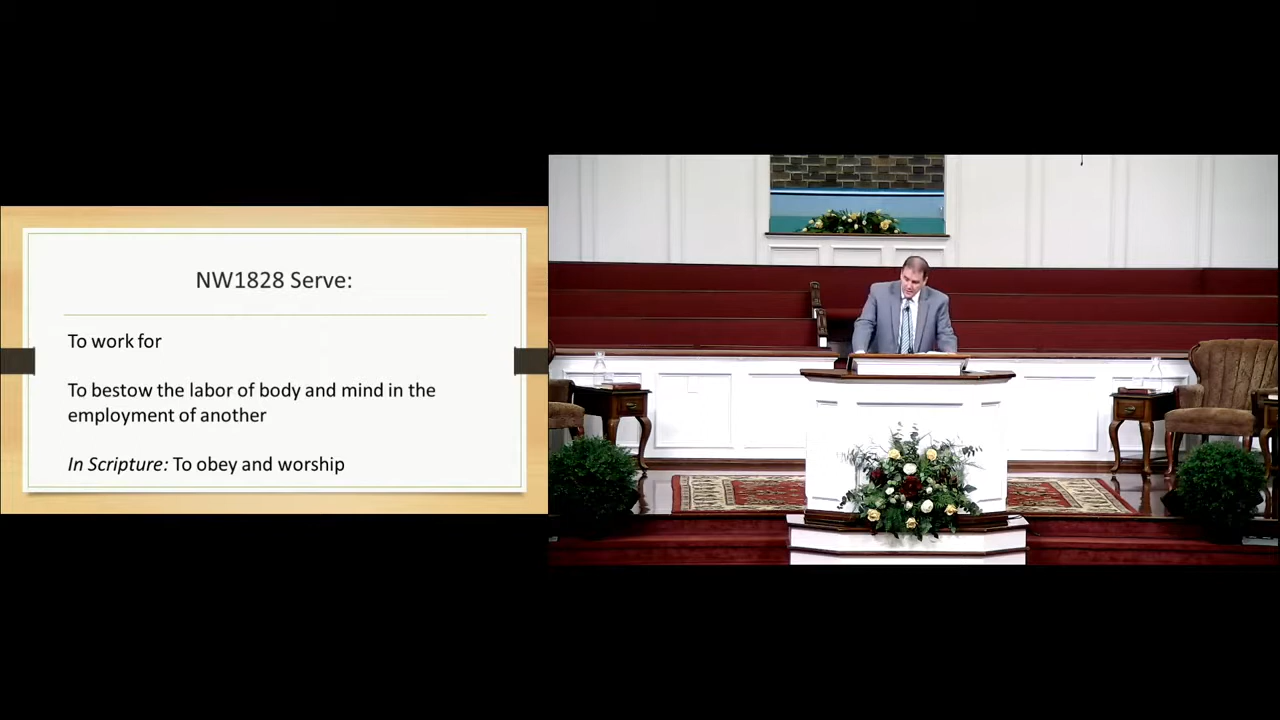 NW1828 Serve:
To work for
To bestow the labor of body and mind in the
employment of another
In Scripture: To obey and worship